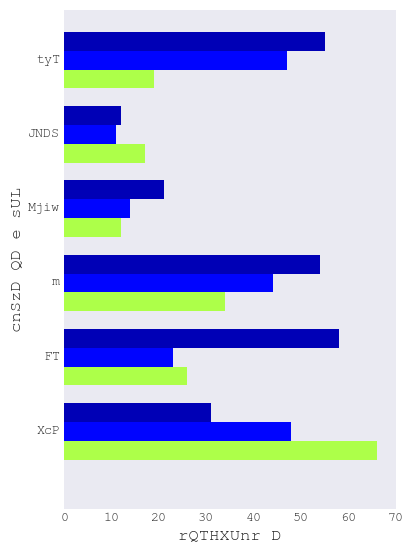 cnSzD QD e sUL
tyT
JNDS
Mjiw
m
FT
XcP
0 10 20 30 40 50 60 70
rQTHXUnr D